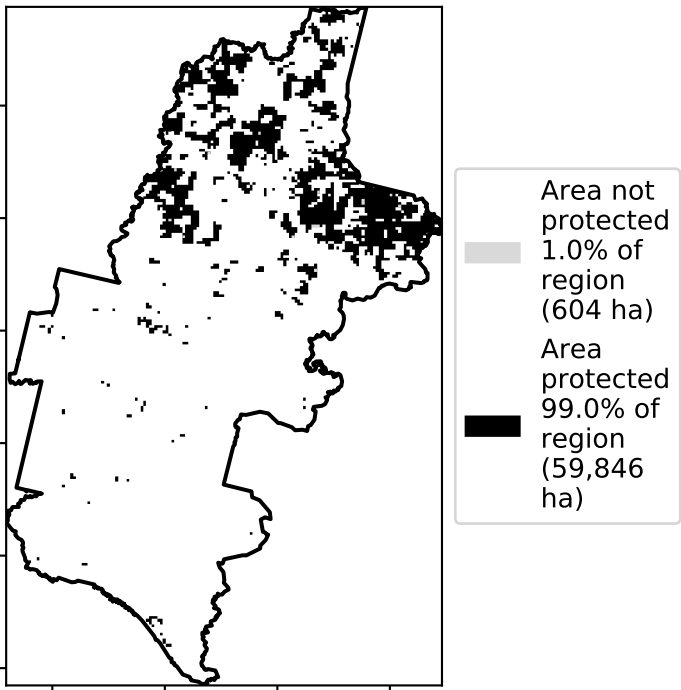 Area not
protected
1.0% of
region
(604 ha)
Area
protected
99.0% of
region
(59,846
ha)